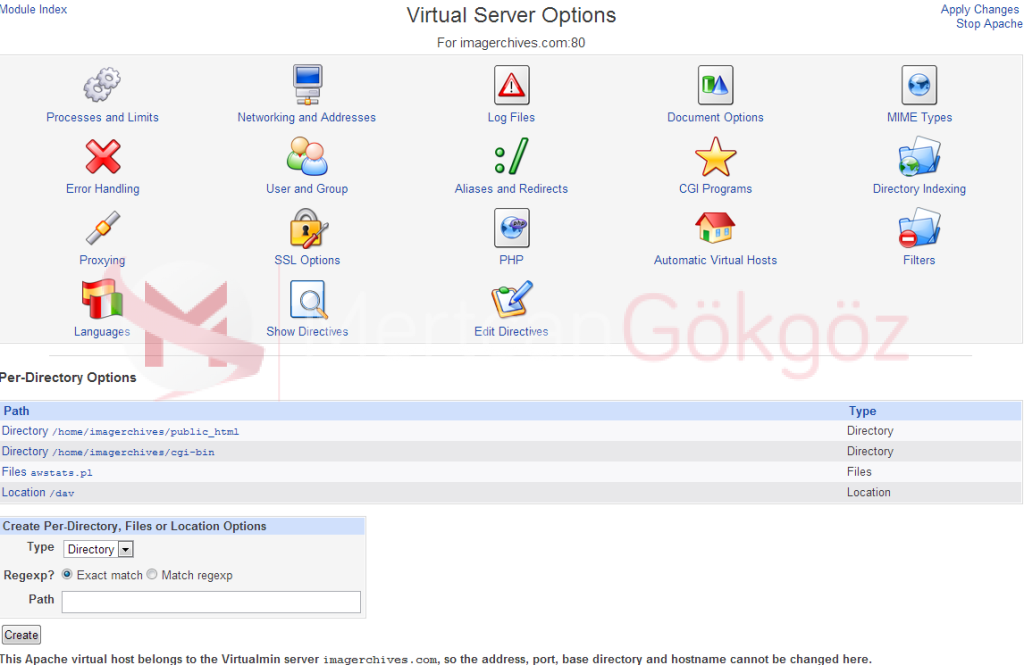 Module Index
Virtual Server Options
Apply Changes
Stop Apache
For imagerchives.com:80
Processes and Limits
Networking and Addresses
Log Files
Document Options
MIME Types
Error Handling
User and Group
Aliases and Redirects
CGI Programs
Directory Indexing
Proxying
SSL Options
PHP
Automatic Virtual Hosts
Filters
Languages
Show Directives
Edit Directives
MertcanGökgöz
Per-Directory Options
Path Type
Directory /home/imagerchives/public_html Directory
Directory /home/imagerchives/cgi-bin Directory
Files awstats.pl Files
Location /dav Location
Create Per-Directory, Files or Location Options
Type Directory
Regexp? Exact match Match regexp
Path
Create
This Apache virtual host belongs to the Virtualmin server imagerchives.com, so the address, port, base directory and hostname cannot be changed here.